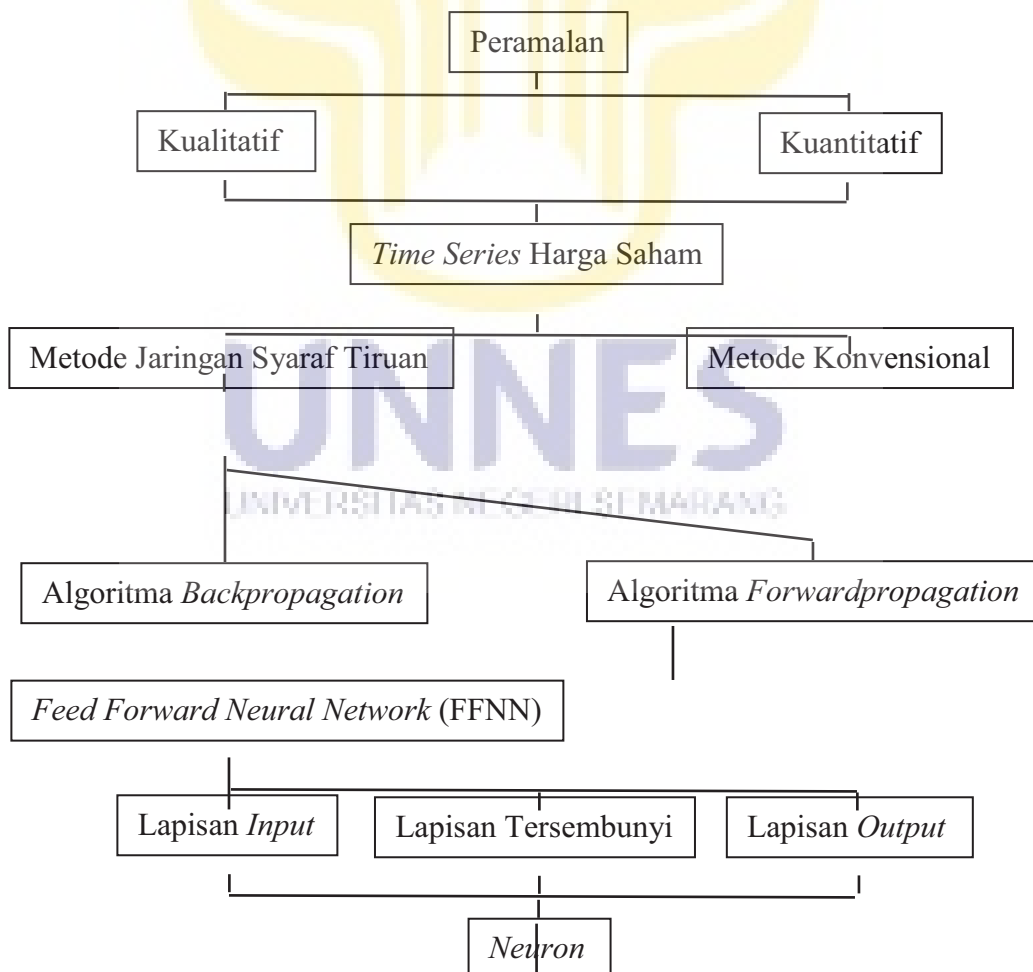 Peramalan
Kualitatif
Kuantitatif
Time Series Harga Saham
Metode Jaringan Syaraf Tiruan
Metode Konvensional
UNNES
UNIVERSITAS NEGERI SEMARANG
Algoritma Backpropagation
Algoritma Forwardpropagation
Feed Forward Neural Network (FFNN)
Lapisan Input
Lapisan Tersembunyi
Lapisan Output
Neuron